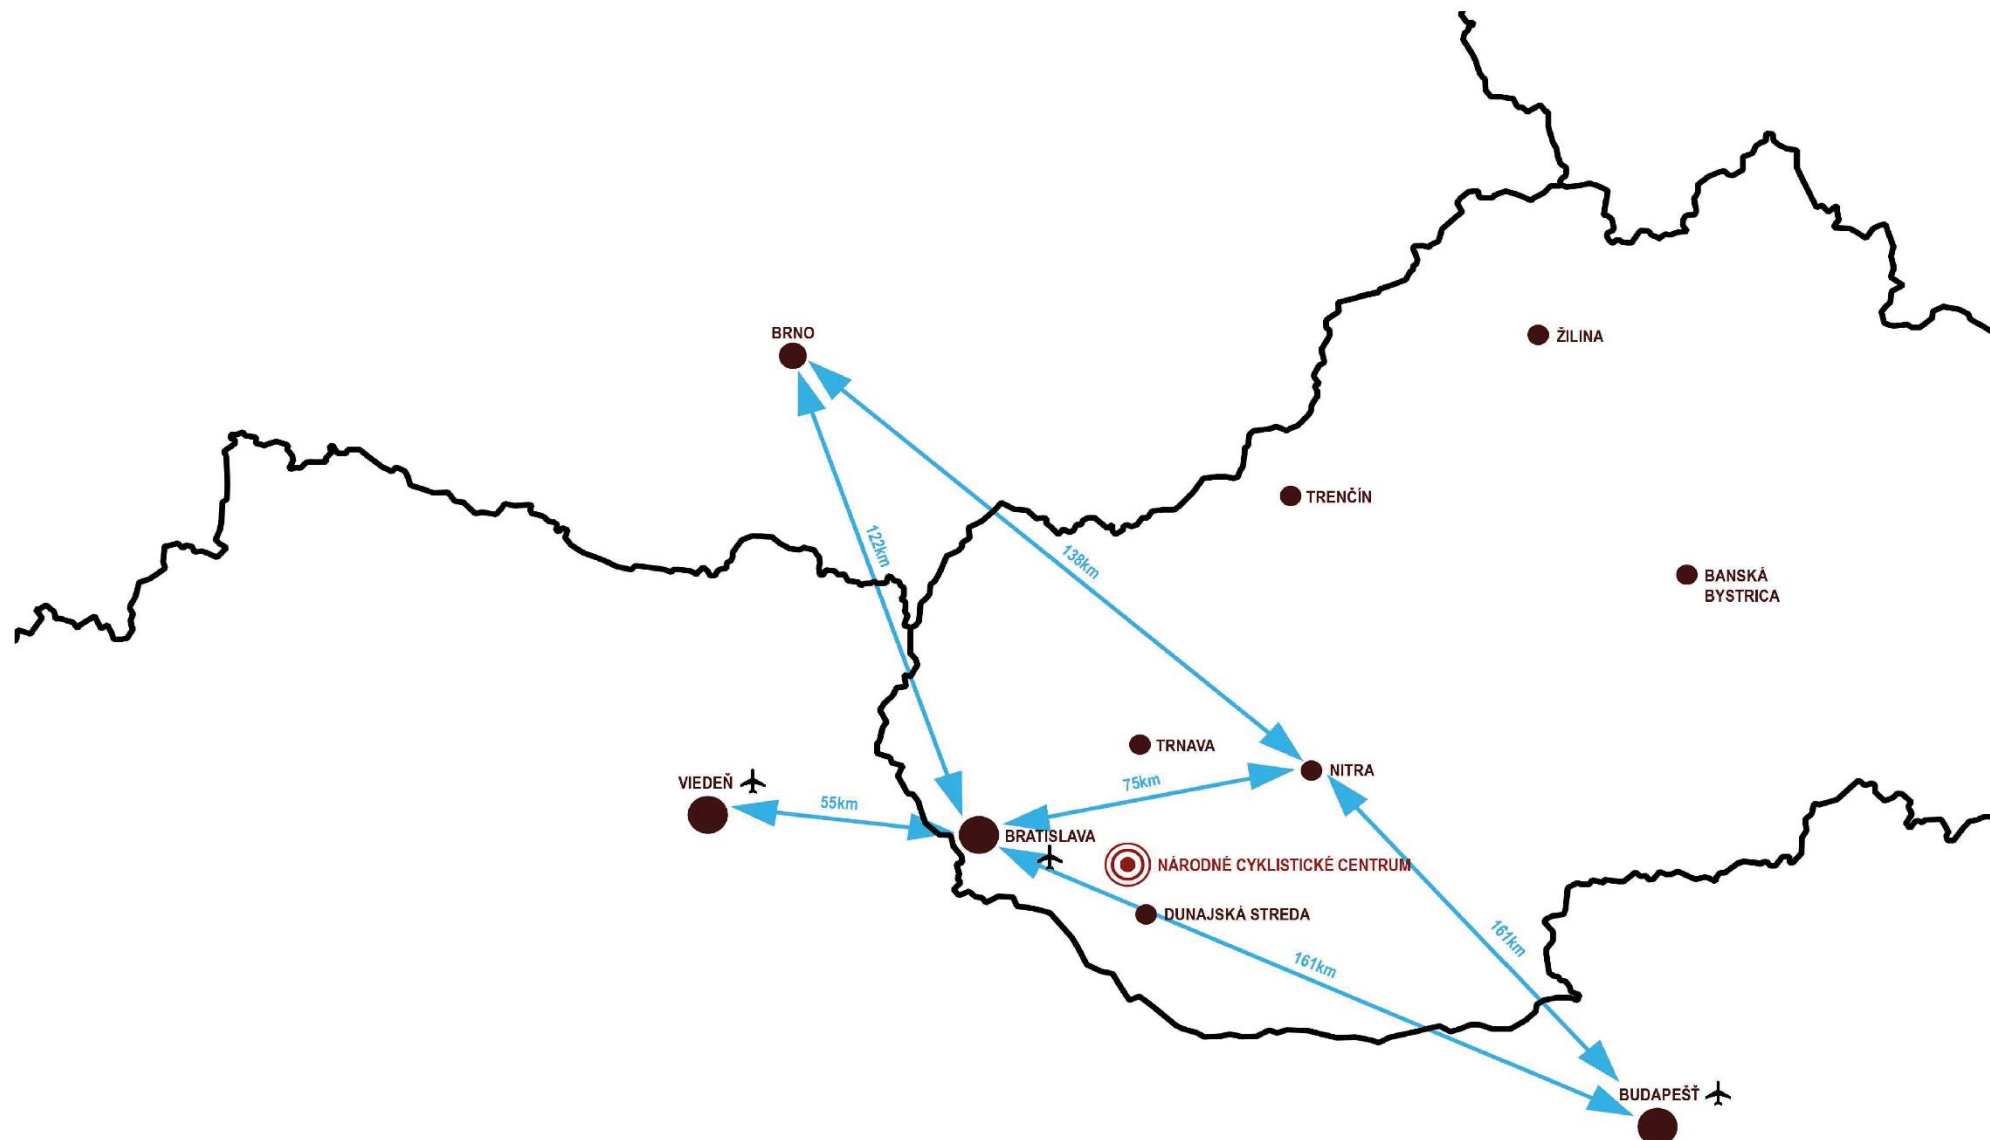 BRNO
ŽILINA
TRENČÍN
122km
138km
BANSKÁ
BYSTRICA
TRNAVA
NITRA
VIEDEŇ
75km
55km
BRATISLAVA
NÁRODNÉ CYKLISTICKÉ CENTRUM
DUNAJSKÁ STREDA
161km
161km
BUDAPEŠŤ